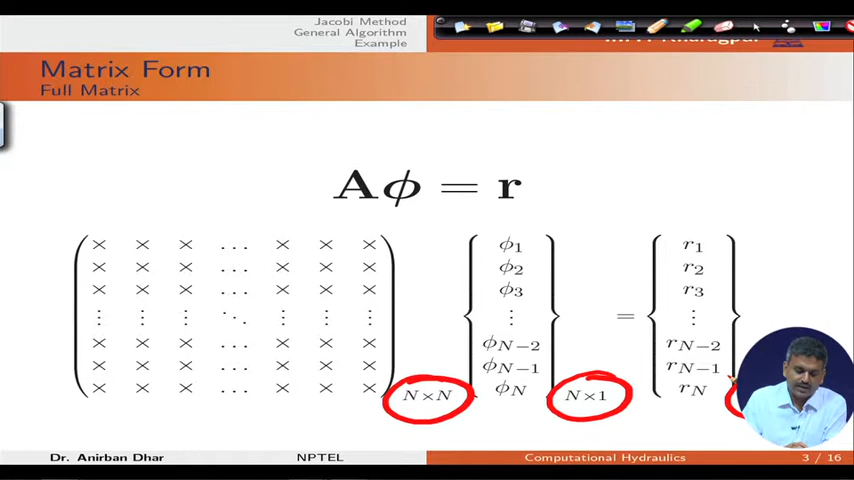 Jacobi Method
General Algorithm
Example
Matrix Form
Full Matrix
Aϕ = r
× × × … × × × ϕ₁ r₁
× × × … × × × ϕ₂ r₂
× × × … × × × ϕ₃ r₃
⋮ ⋮ ⋮ ⋱ ⋮ ⋮ ⋮ ⋮ = ⋮
× × × … × × × ϕN−2 rN−2
× × × … × × × ϕN−1 rN−1
× × × … × × × N×N ϕN N×1 rN
Dr. Anirban Dhar NPTEL Computational Hydraulics 3 / 16